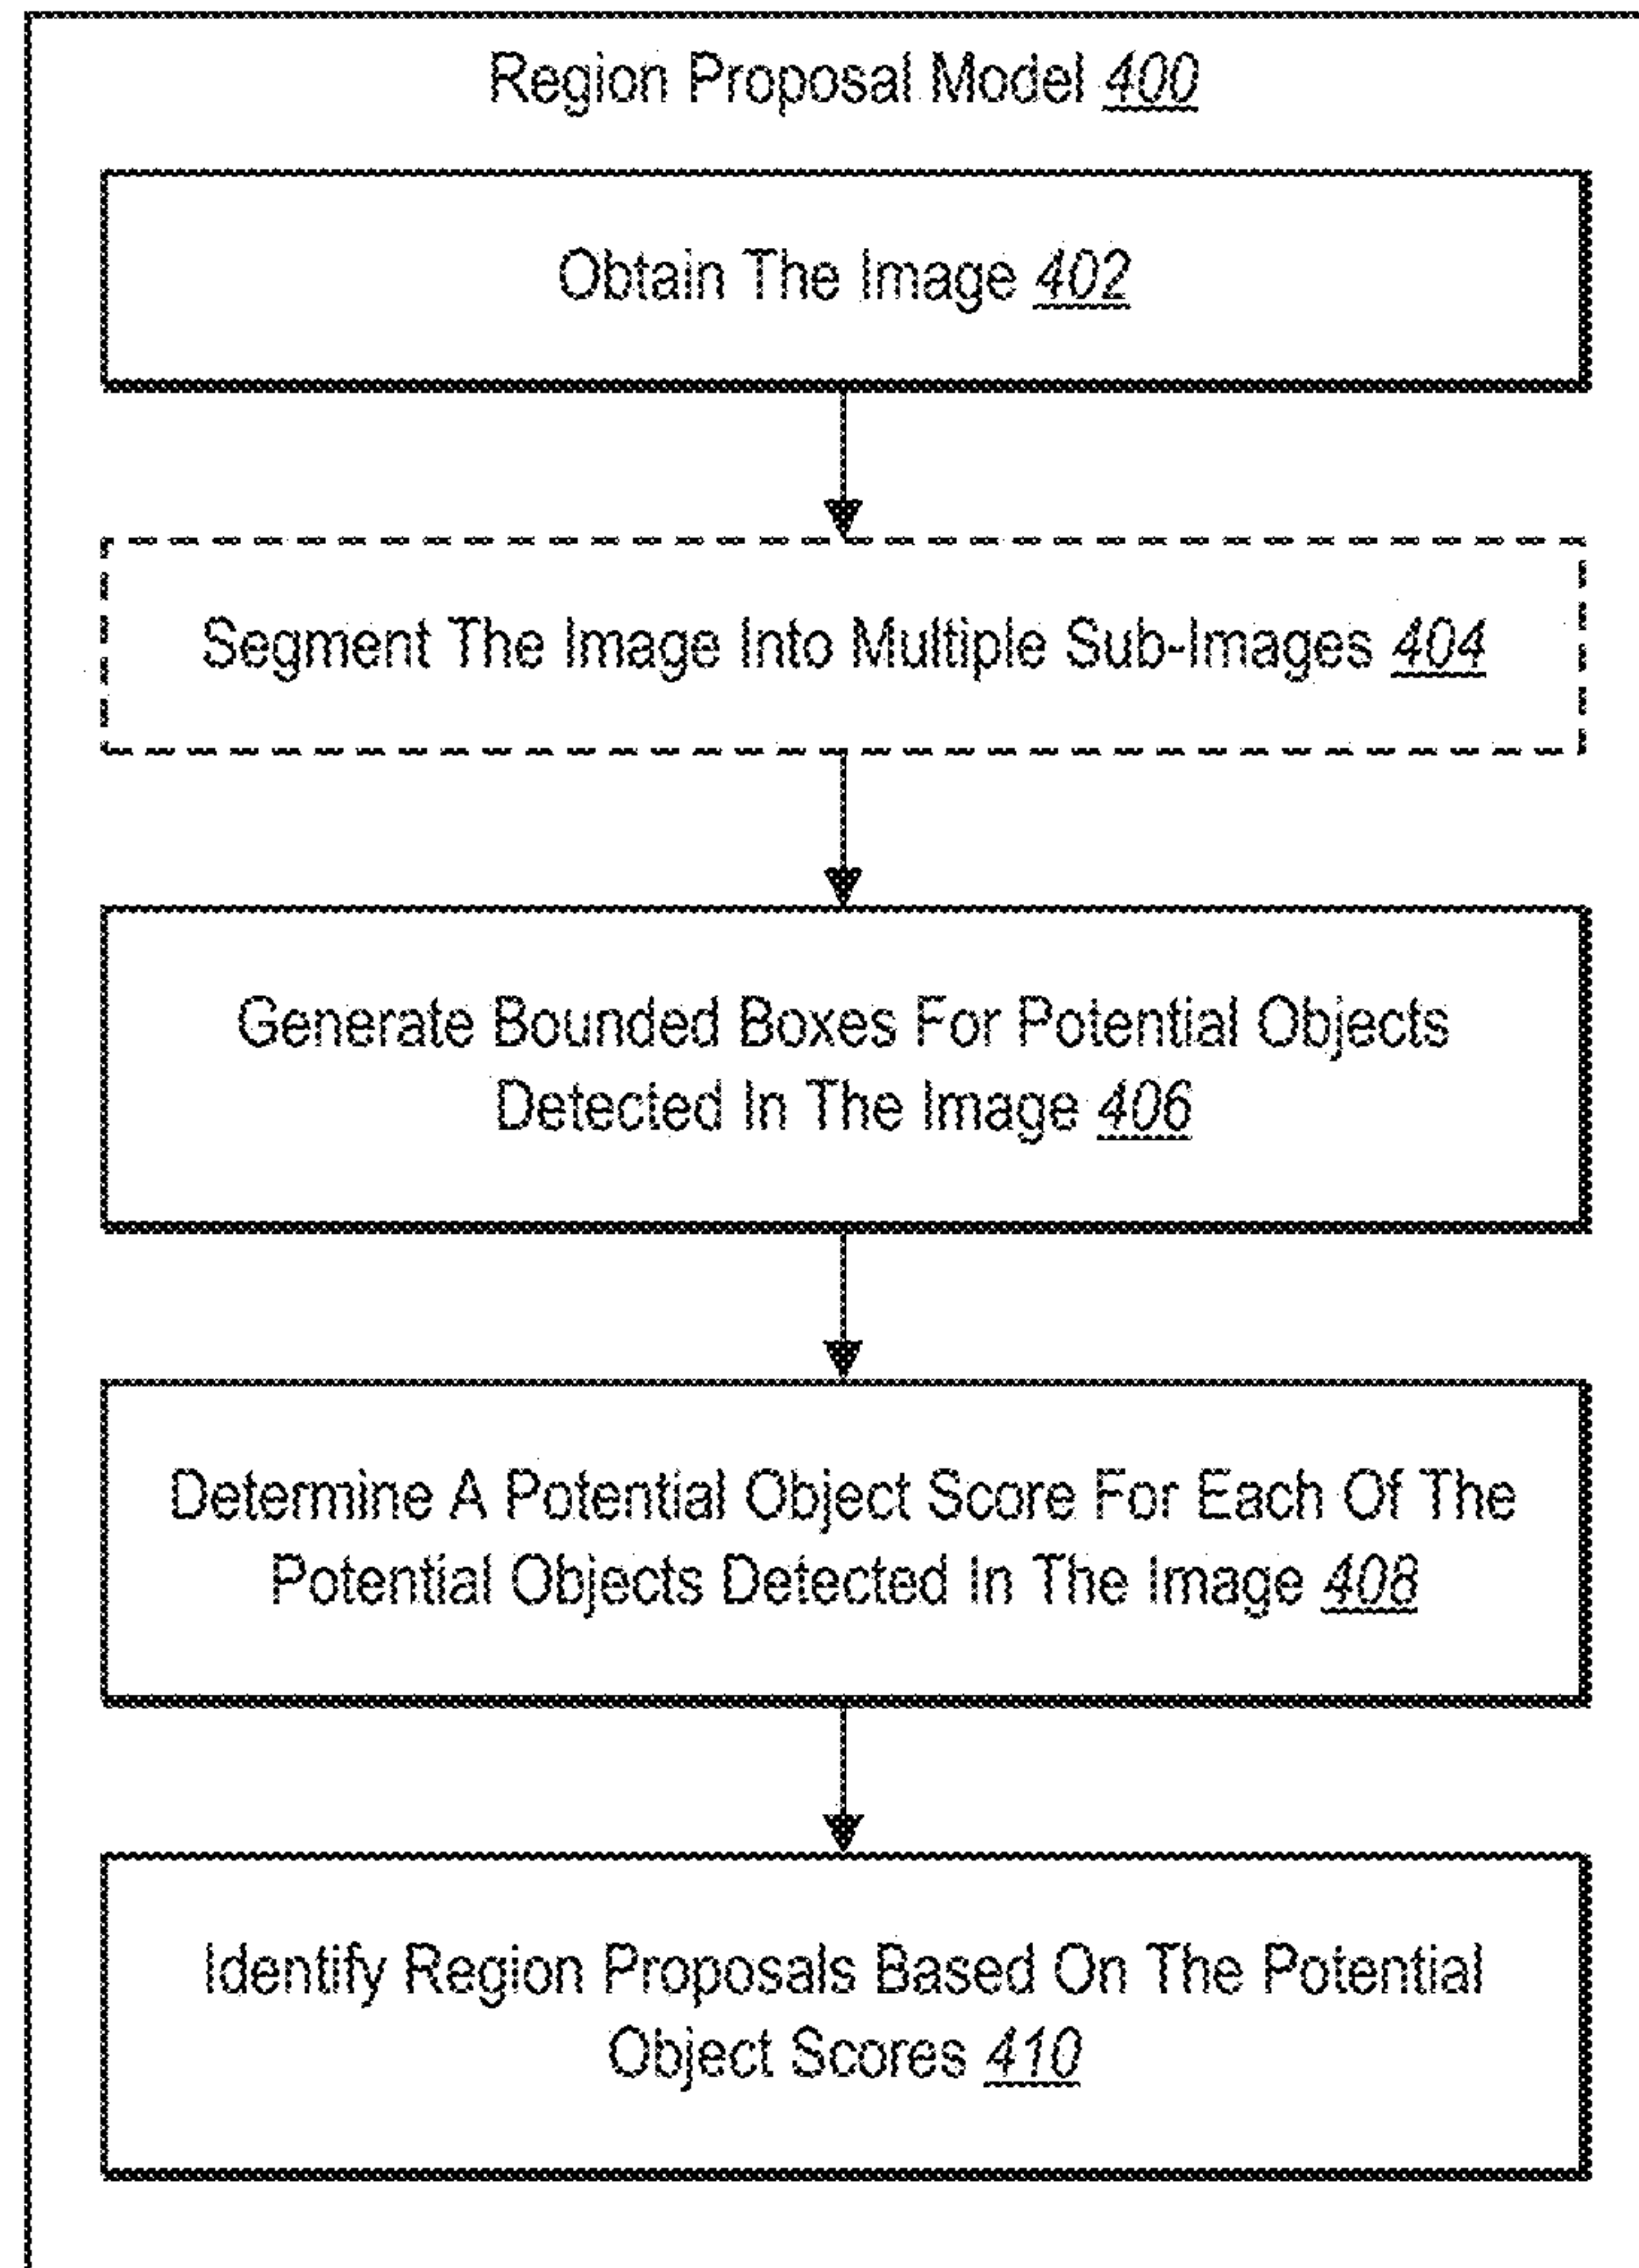 Region Proposal Model 400
Obtain The Image 402
Segment The Image Into Multiple Sub-Images 404
Generate Bounded Boxes For Potential Objects
Detected In The Image 406
Determine A Potential Object Score For Each Of The
Potential Objects Detected In The Image 408
Identify Region Proposals Based On The Potential
Object Scores 410